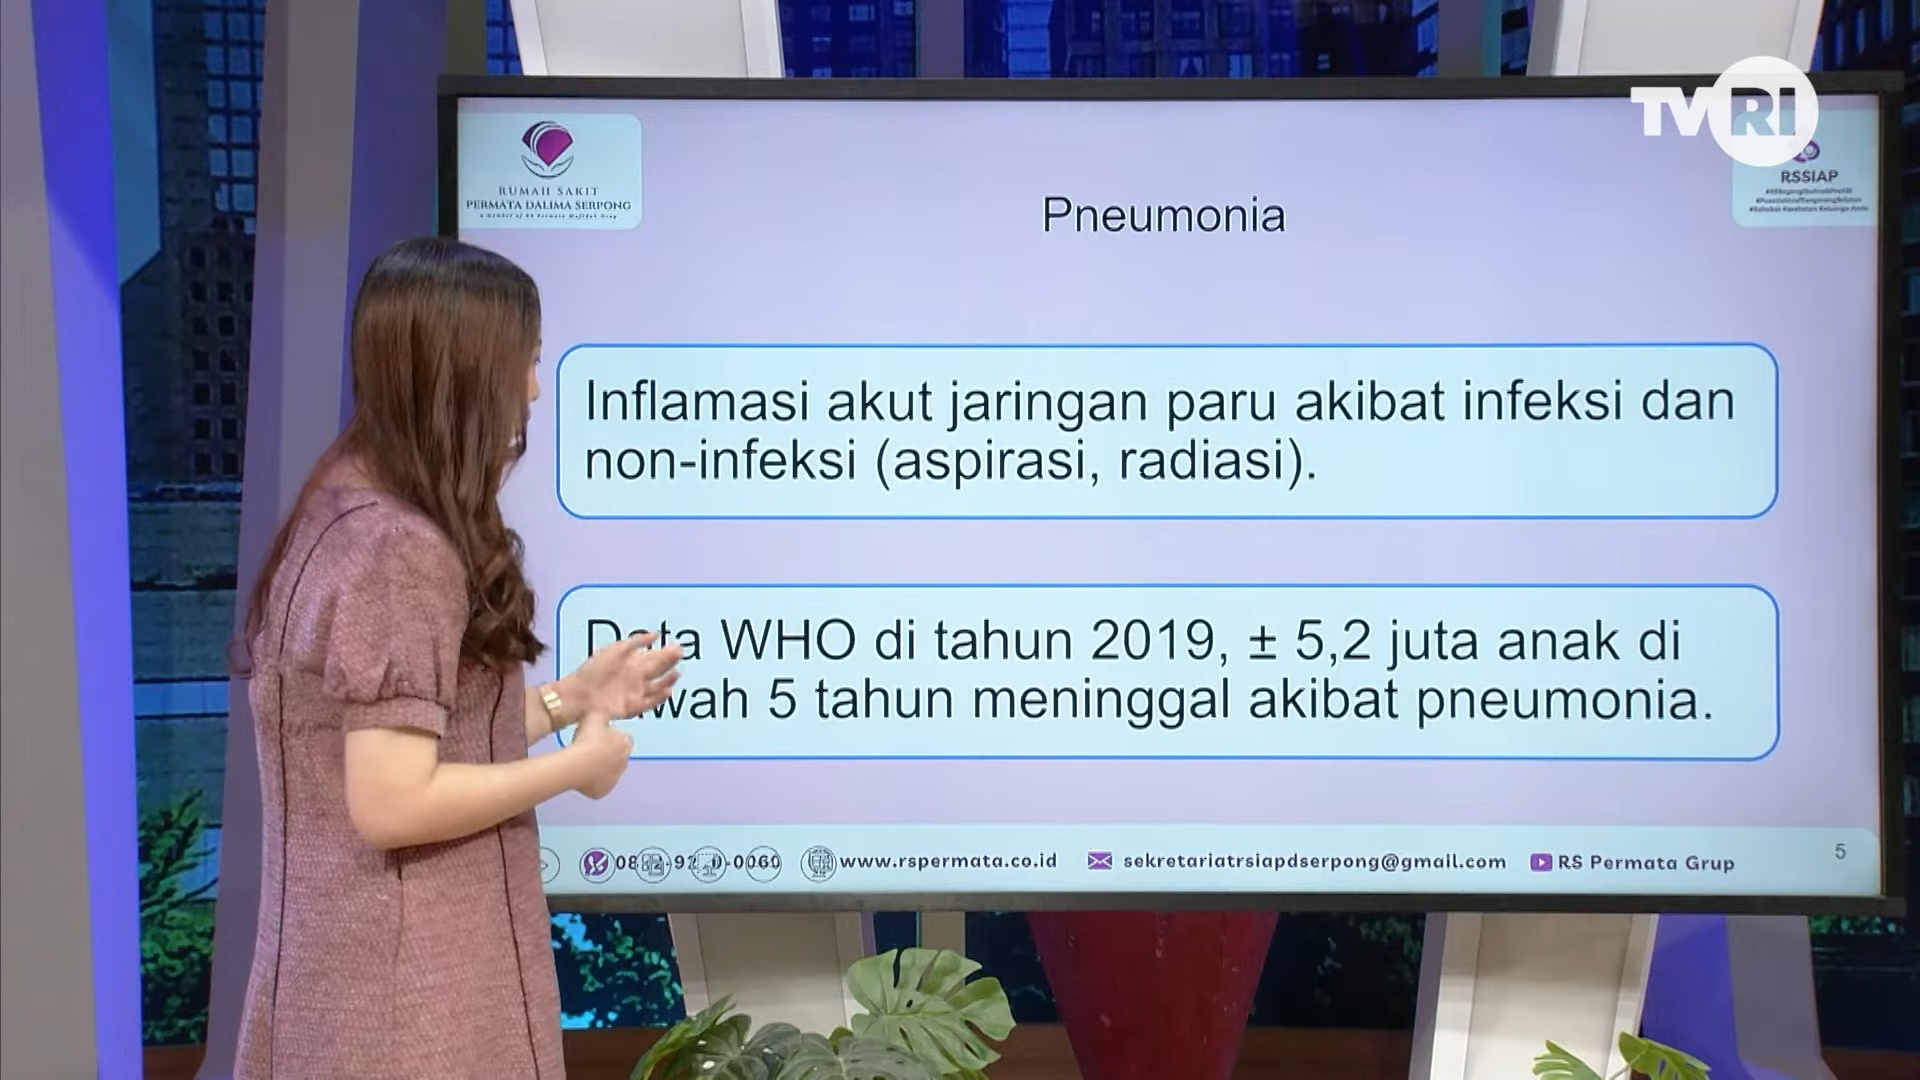 TVRI
RUMAH SAKIT
PERMATA DALIMA SERPONG
RSSIAP
Pneumonia
Inflamasi akut jaringan paru akibat infeksi dan
non-infeksi (aspirasi, radiasi).
WHO di tahun 2019, ± 5,2 juta anak di
5 tahun meninggal akibat pneumonia.
www.rspermata.co.id
sekretariatrsiapdserpong@gmail.com
RS Permata Grup
5